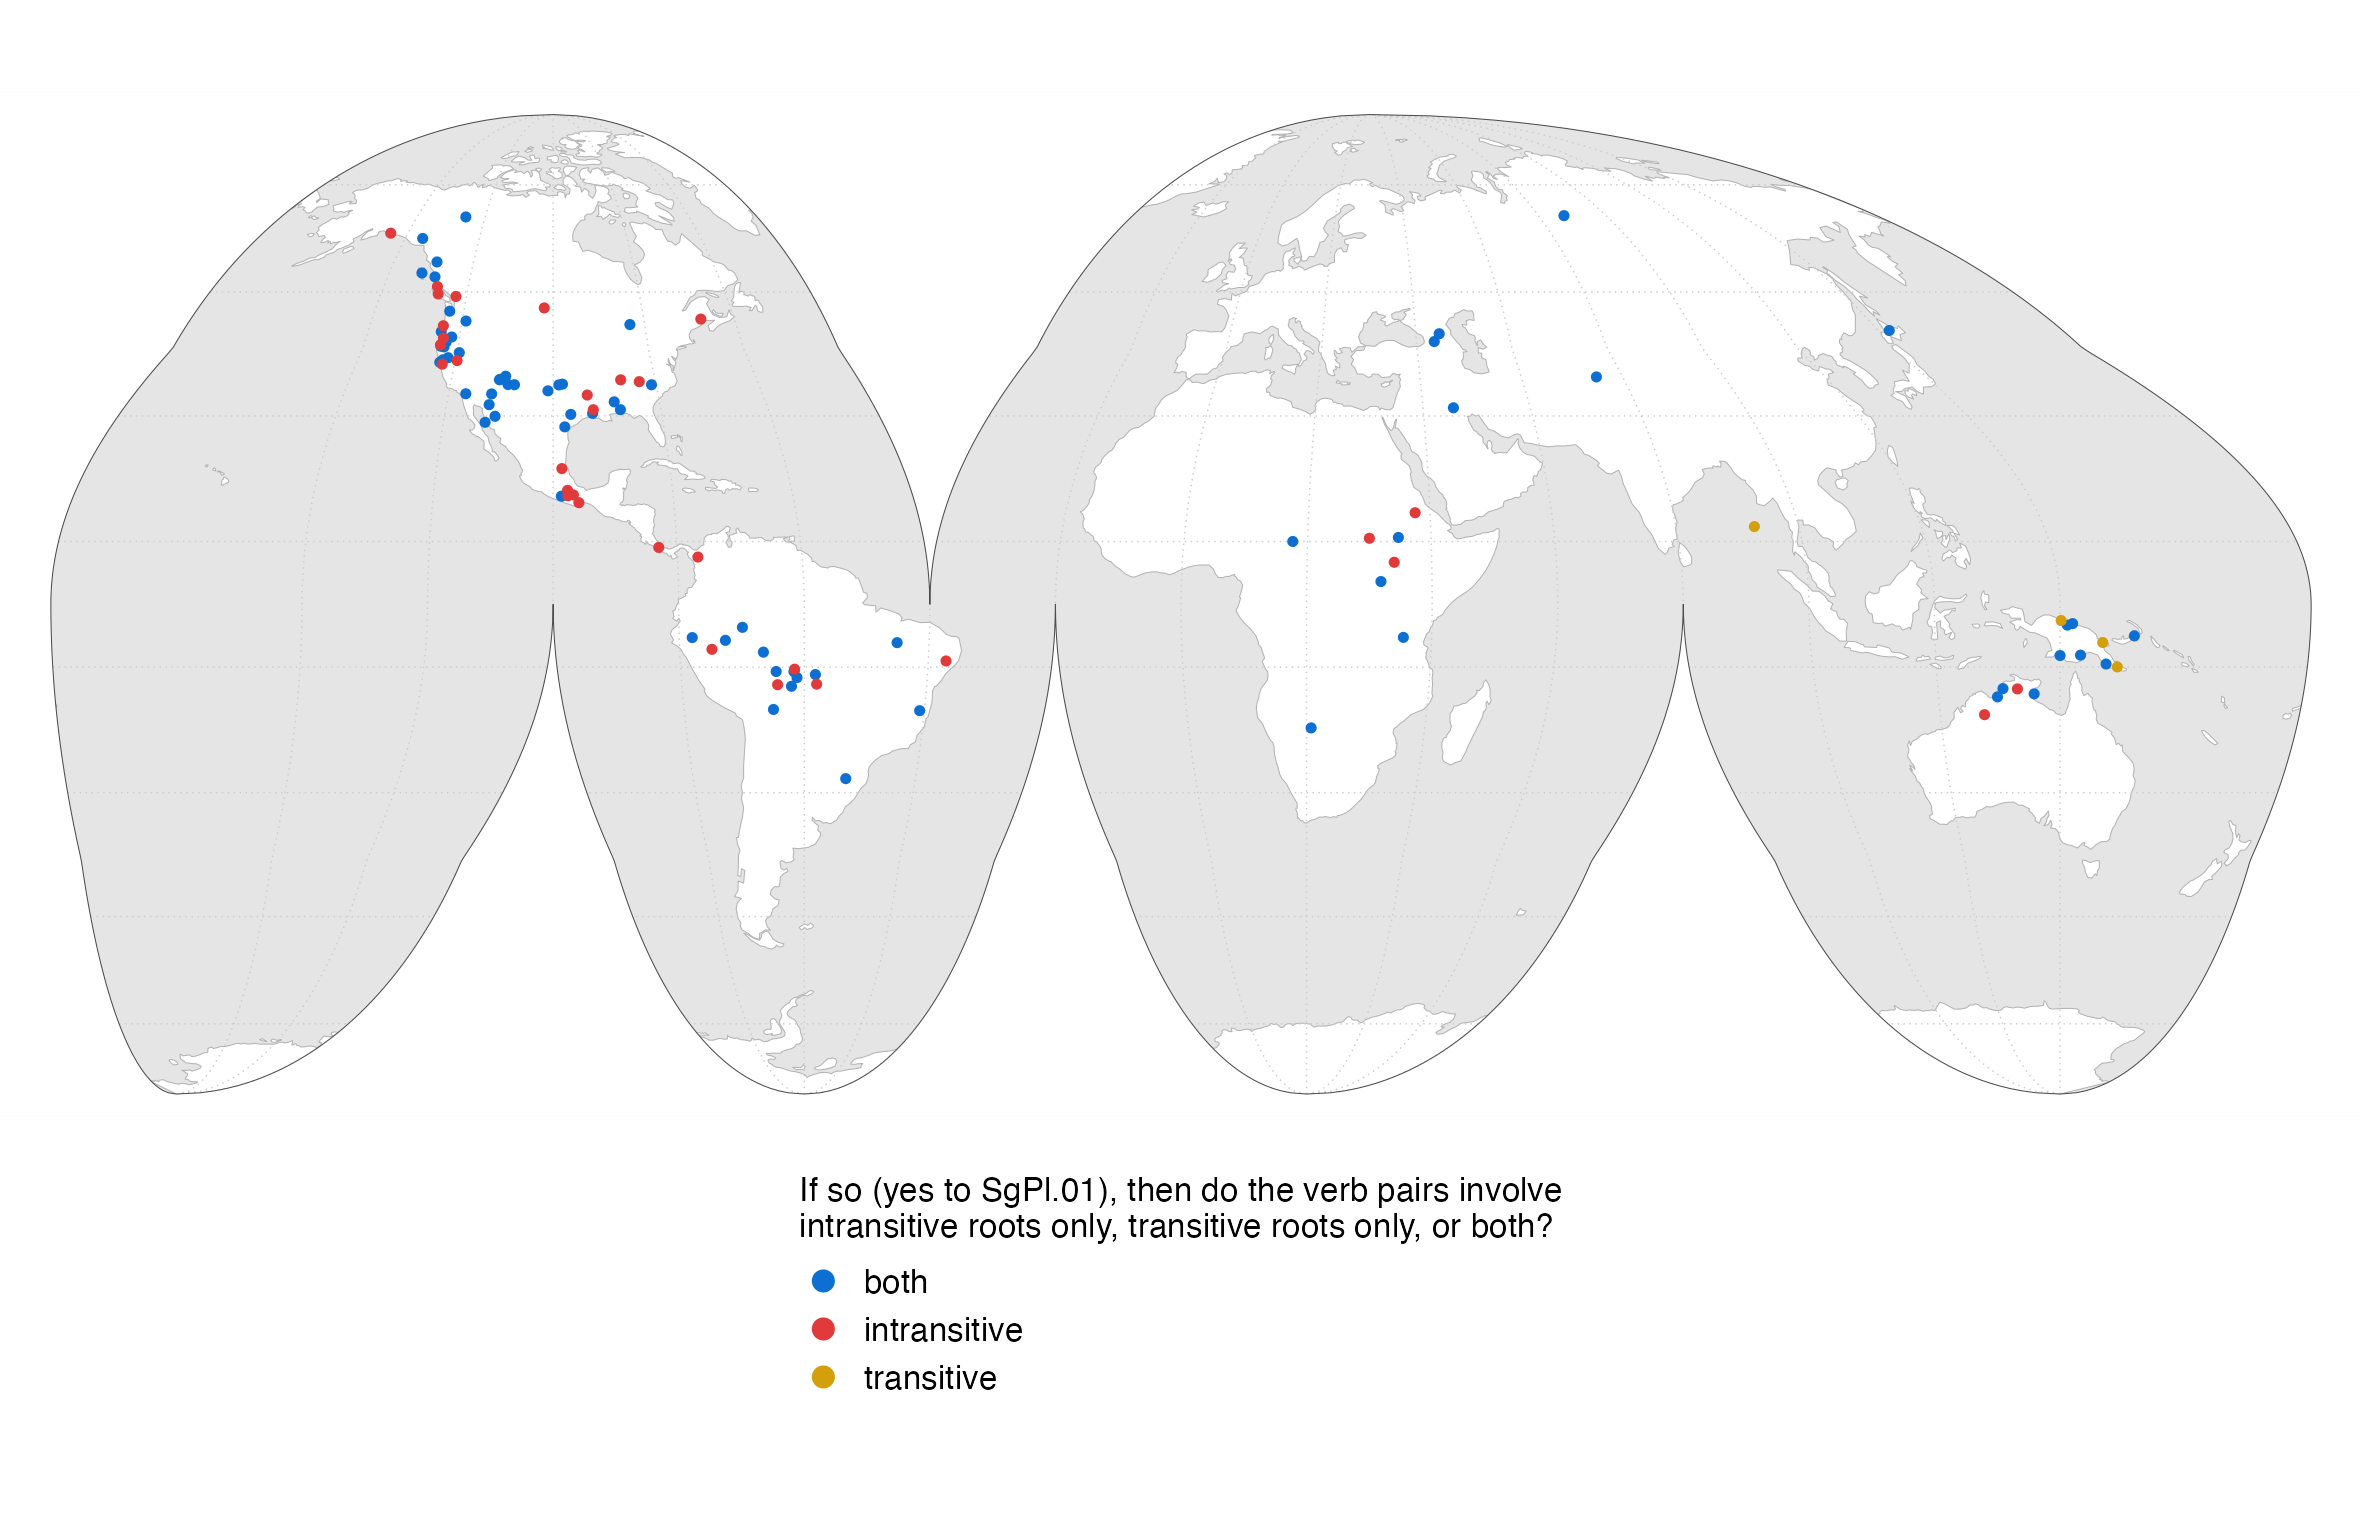 If so (yes to SgPl.01), then do the verb pairs involve
intransitive roots only, transitive roots only, or both?
both
intransitive
transitive